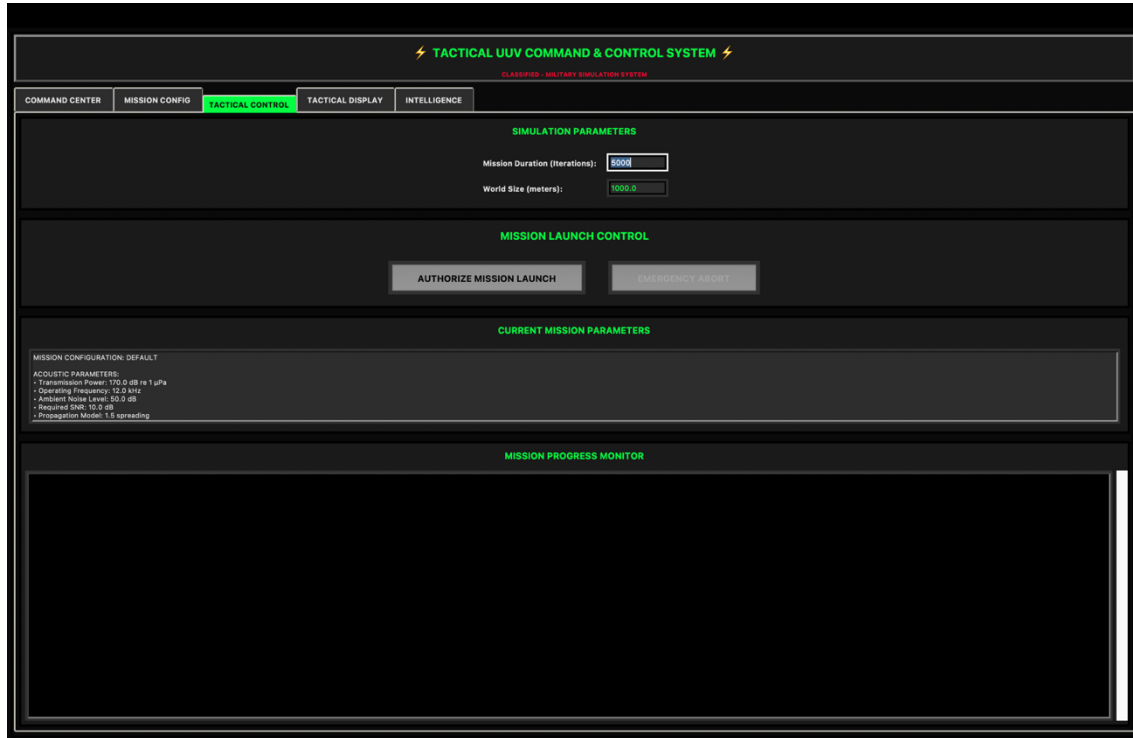 ⚡ TACTICAL UUV COMMAND & CONTROL SYSTEM ⚡
CLASSIFIED - MILITARY SIMULATION SYSTEM
COMMAND CENTER MISSION CONFIG TACTICAL CONTROL TACTICAL DISPLAY INTELLIGENCE
SIMULATION PARAMETERS
Mission Duration (Iterations): 5000
World Size (meters): 1000.0
MISSION LAUNCH CONTROL
AUTHORIZE MISSION LAUNCH EMERGENCY ABORT
CURRENT MISSION PARAMETERS
MISSION CONFIGURATION: DEFAULT
ACOUSTIC PARAMETERS:
• Transmission Power: 170.0 dB re 1 μPa
• Operating Frequency: 12.0 kHz
• Ambient Noise Level: 50.0 dB
• Required SNR: 10.0 dB
• Propagation Model: 1.5 spreading
MISSION PROGRESS MONITOR